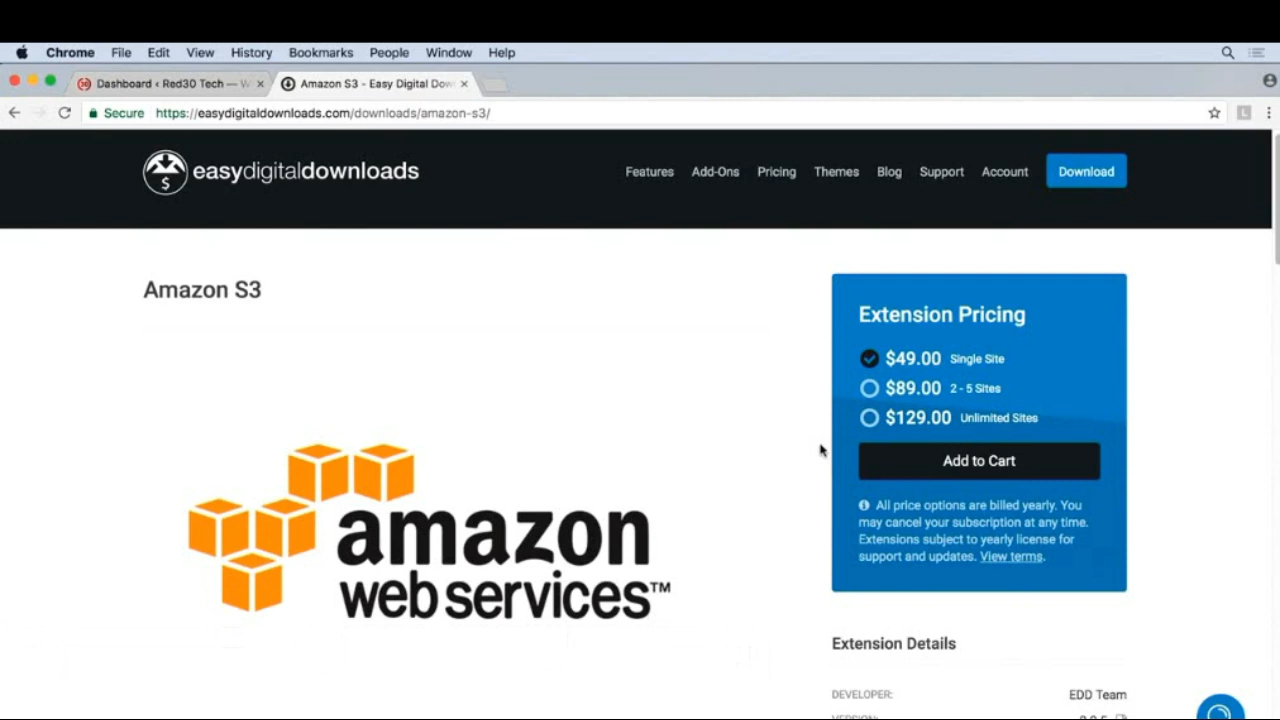 Chrome File Edit View History Bookmarks People Window Help
Dashboard ‹ Red30 Tech — Amazon S3 - Easy Digital Dow
Secure https://easydigitaldownloads.com/downloads/amazon-s3/
easydigitaldownloads Features Add-Ons Pricing Themes Blog Support Account Download
Amazon S3
Extension Pricing
$49.00 Single Site
$89.00 2 - 5 Sites
$129.00 Unlimited Sites
Add to Cart
All price options are billed yearly. You
may cancel your subscription at any time.
Extensions subject to yearly license for
support and updates. View terms.
amazon
web services™
Extension Details
DEVELOPER: EDD Team
VERSION: